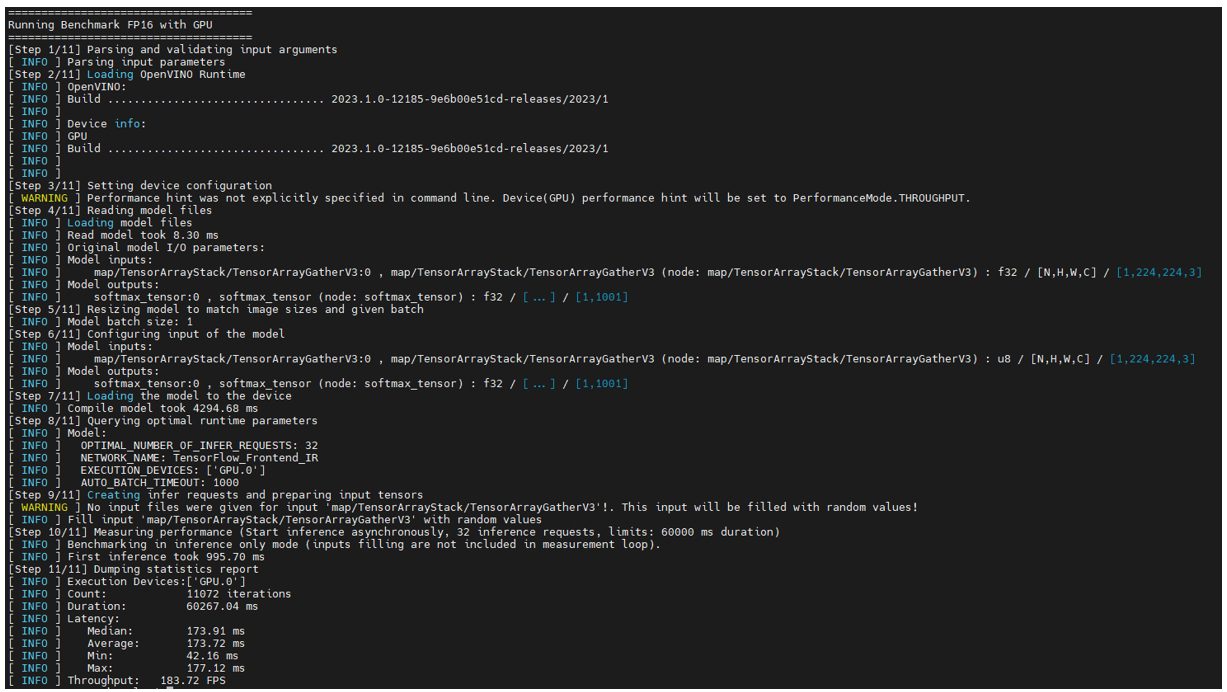 =====================================
Running Benchmark FP16 with GPU
=====================================
[Step 1/11] Parsing and validating input arguments
[ INFO ] Parsing input parameters
[Step 2/11] Loading OpenVINO Runtime
[ INFO ] OpenVINO:
[ INFO ] Build ................................. 2023.1.0-12185-9e6b00e51cd-releases/2023/1
[ INFO ]
[ INFO ] Device info:
[ INFO ] GPU
[ INFO ] Build ................................. 2023.1.0-12185-9e6b00e51cd-releases/2023/1
[ INFO ]
[ INFO ]
[Step 3/11] Setting device configuration
[ WARNING ] Performance hint was not explicitly specified in command line. Device(GPU) performance hint will be set to PerformanceMode.THROUGHPUT.
[Step 4/11] Reading model files
[ INFO ] Loading model files
[ INFO ] Read model took 8.30 ms
[ INFO ] Original model I/O parameters:
[ INFO ] Model inputs:
[ INFO ]     map/TensorArrayStack/TensorArrayGatherV3:0 , map/TensorArrayStack/TensorArrayGatherV3 (node: map/TensorArrayStack/TensorArrayGatherV3) : f32 / [N,H,W,C] / [1,224,224,3]
[ INFO ] Model outputs:
[ INFO ]     softmax_tensor:0 , softmax_tensor (node: softmax_tensor) : f32 / [...] / [1,1001]
[Step 5/11] Resizing model to match image sizes and given batch
[ INFO ] Model batch size: 1
[Step 6/11] Configuring input of the model
[ INFO ] Model inputs:
[ INFO ]     map/TensorArrayStack/TensorArrayGatherV3:0 , map/TensorArrayStack/TensorArrayGatherV3 (node: map/TensorArrayStack/TensorArrayGatherV3) : u8 / [N,H,W,C] / [1,224,224,3]
[ INFO ] Model outputs:
[ INFO ]     softmax_tensor:0 , softmax_tensor (node: softmax_tensor) : f32 / [...] / [1,1001]
[Step 7/11] Loading the model to the device
[ INFO ] Compile model took 4294.68 ms
[Step 8/11] Querying optimal runtime parameters
[ INFO ] Model:
[ INFO ]   OPTIMAL_NUMBER_OF_INFER_REQUESTS: 32
[ INFO ]   NETWORK_NAME: TensorFlow_Frontend_IR
[ INFO ]   EXECUTION_DEVICES: ['GPU.0']
[ INFO ]   AUTO_BATCH_TIMEOUT: 1000
[Step 9/11] Creating infer requests and preparing input tensors
[ WARNING ] No input files were given for input 'map/TensorArrayStack/TensorArrayGatherV3'!. This input will be filled with random values!
[ INFO ] Fill input 'map/TensorArrayStack/TensorArrayGatherV3' with random values
[Step 10/11] Measuring performance (Start inference asynchronously, 32 inference requests, limits: 60000 ms duration)
[ INFO ] Benchmarking in inference only mode (inputs filling are not included in measurement loop).
[ INFO ] First inference took 995.70 ms
[Step 11/11] Dumping statistics report
[ INFO ] Execution Devices:['GPU.0']
[ INFO ] Count:            11072 iterations
[ INFO ] Duration:         60267.04 ms
[ INFO ] Latency:
[ INFO ]    Median:        173.91 ms
[ INFO ]    Average:       173.72 ms
[ INFO ]    Min:           42.16 ms
[ INFO ]    Max:           177.12 ms
[ INFO ] Throughput:   183.72 FPS